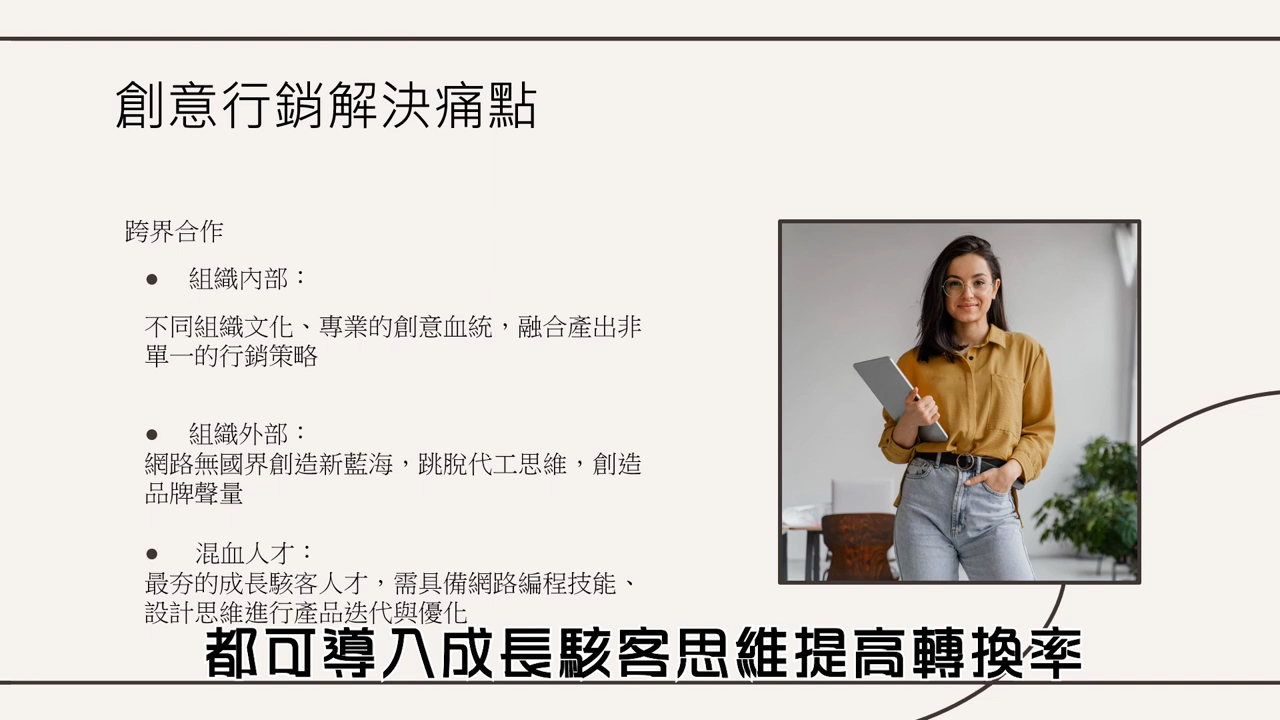 創意行銷解決痛點
跨界合作
● 組織內部：
不同組織文化、專業的創意血統，融合產出非
單一的行銷策略
● 組織外部：
網路無國界創造新藍海，跳脫代工思維，創造
品牌聲量
● 混血人才：
最夯的成長駭客人才，需具備網路編程技能、
設計思維進行產品迭代與優化
都可導入成長駭客思維提高轉換率